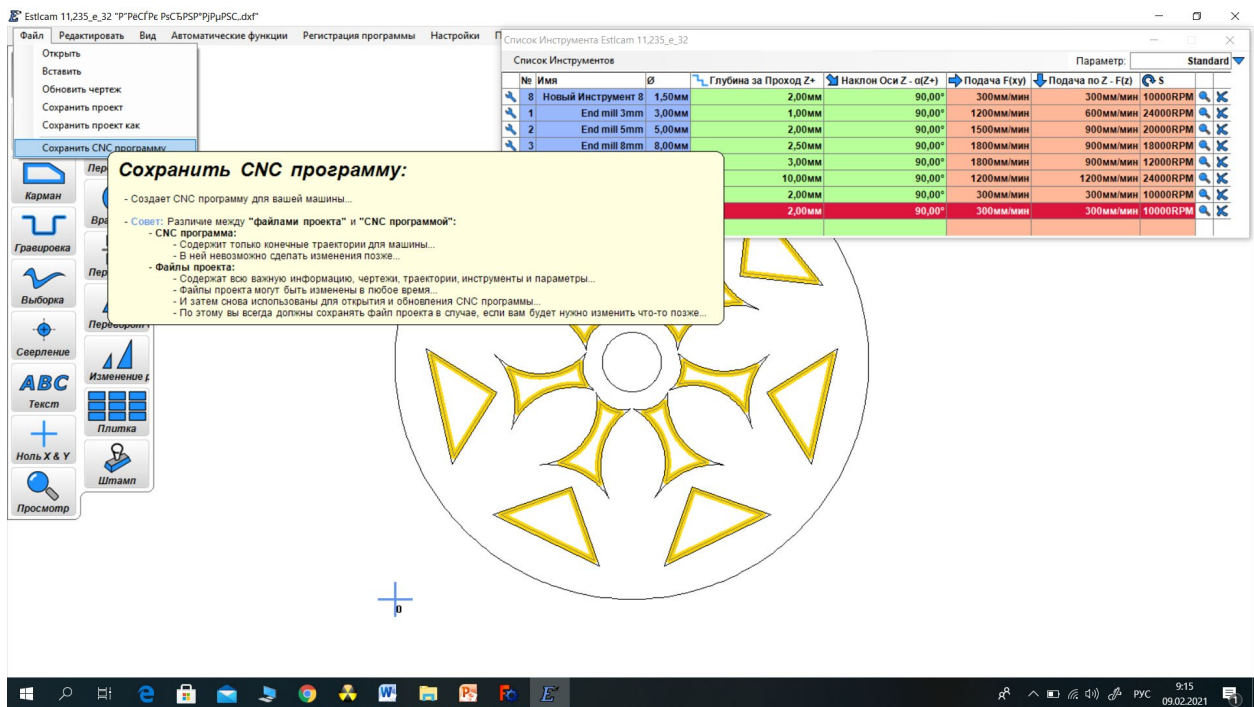 Estlcam 11,235_e_32 "Р”РёСЃРє РѕСЂРЅР°РјРµРЅС‚.dxf"
Файл Редактировать Вид Автоматические функции Регистрация программы Настройки
Открыть
Вставить
Обновить чертеж
Сохранить проект
Сохранить проект как
Сохранить CNC программу
Список Инструмента Estlcam 11,235_e_32
Список Инструментов Параметр: Standard
№ Имя Ø Глубина за Проход Z+ Наклон Оси Z - α(Z+) Подача F(xy) Подача по Z - F(z) S
8 Новый Инструмент 8 1,50мм 2,00мм 90,00° 300мм/мин 300мм/мин 10000RPM
1 End mill 3mm 3,00мм 1,00мм 90,00° 1200мм/мин 600мм/мин 24000RPM
2 End mill 5mm 5,00мм 2,00мм 90,00° 1500мм/мин 900мм/мин 20000RPM
3 End mill 8mm 8,00мм 2,50мм 90,00° 1800мм/мин 900мм/мин 18000RPM
3,00мм 90,00° 1800мм/мин 900мм/мин 12000RPM
10,00мм 90,00° 1200мм/мин 1200мм/мин 24000RPM
2,00мм 90,00° 300мм/мин 300мм/мин 10000RPM
2,00мм 90,00° 300мм/мин 300мм/мин 10000RPM
Сохранить CNC программу:
- Создает CNC программу для вашей машины...
- Совет: Различие между "файлами проекта" и "CNC программой":
- CNC программа:
- Содержит только конечные траектории для машины...
- В ней невозможно сделать изменения позже...
- Файлы проекта:
- Содержат всю важную информацию, чертежи, траектории, инструменты и параметры...
- Файлы проекта могут быть изменены в любое время...
- И затем снова использованы для открытия и обновления CNC программы...
- По этому вы всегда должны сохранять файл проекта в случае, если вам будет нужно изменить что-то позже...
Карман
Гравировка
Выборка
Сверление
ABC
Текст
Ноль X & Y
Просмотр
Пер
Вра
Пер
Изменение р
Плитка
Штамп
0
РУС
9:15
09.02.2021
1